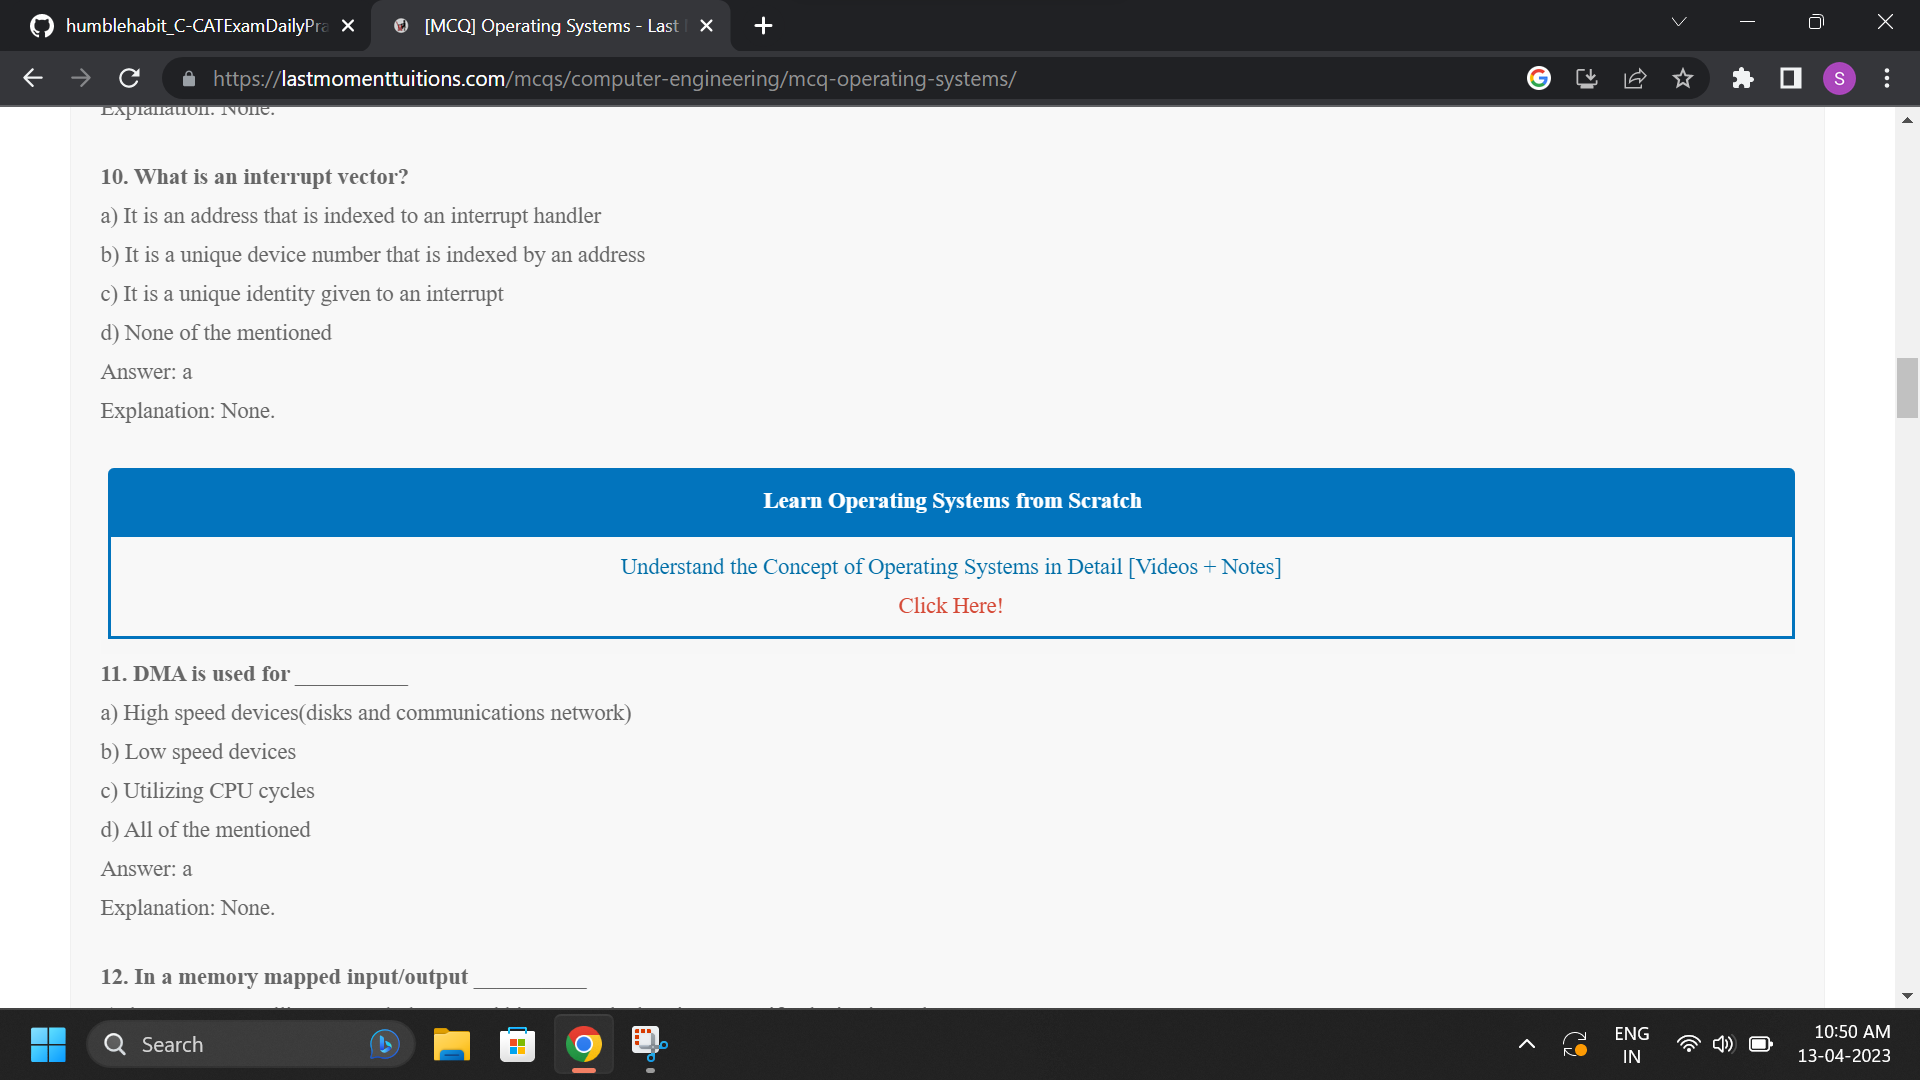 humblehabit_C-CATExamDailyPra
[MCQ] Operating Systems - Last
https://lastmomenttuitions.com/mcqs/computer-engineering/mcq-operating-systems/
S
Explanation: None.
10. What is an interrupt vector?
a) It is an address that is indexed to an interrupt handler
b) It is a unique device number that is indexed by an address
c) It is a unique identity given to an interrupt
d) None of the mentioned
Answer: a
Explanation: None.
Learn Operating Systems from Scratch
Understand the Concept of Operating Systems in Detail [Videos + Notes]
Click Here!
11. DMA is used for __________
a) High speed devices(disks and communications network)
b) Low speed devices
c) Utilizing CPU cycles
d) All of the mentioned
Answer: a
Explanation: None.
12. In a memory mapped input/output __________
Search
ENG
IN
10:50 AM
13-04-2023